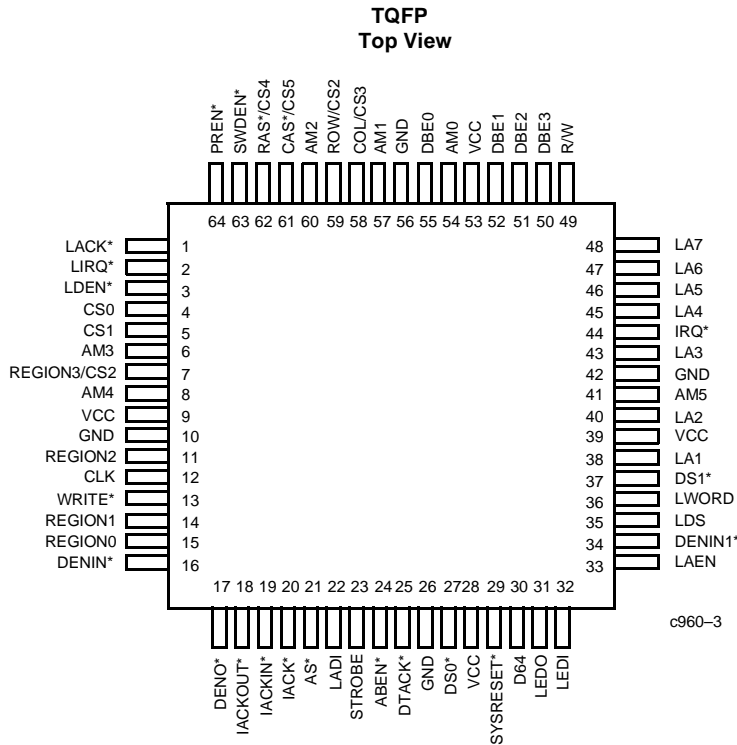 TQFP
Top View
PREN*
SWDEN*
RAS*/CS4
CAS*/CS5
AM2
ROW/CS2
COL/CS3
AM1
GND
DBE0
AM0
VCC
DBE1
DBE2
DBE3
R/W
64 63 62 61 60 59 58 57 56 55 54 53 52 51 50 49
LACK* 1
LIRQ* 2
LDEN* 3
CS0 4
CS1 5
AM3 6
REGION3/CS2 7
AM4 8
VCC 9
GND 10
REGION2 11
CLK 12
WRITE* 13
REGION1 14
REGION0 15
DENIN* 16
48 LA7
47 LA6
46 LA5
45 LA4
44 IRQ*
43 LA3
42 GND
41 AM5
40 LA2
39 VCC
38 LA1
37 DS1*
36 LWORD
35 LDS
34 DENIN1*
33 LAEN
17 18 19 20 21 22 23 24 25 26 27 28 29 30 31 32
DENO*
IACKOUT*
IACKIN*
IACK*
AS*
LADI
STROBE
ABEN*
DTACK*
GND
DS0*
VCC
SYSRESET*
D64
LEDO
LEDI
c960–3